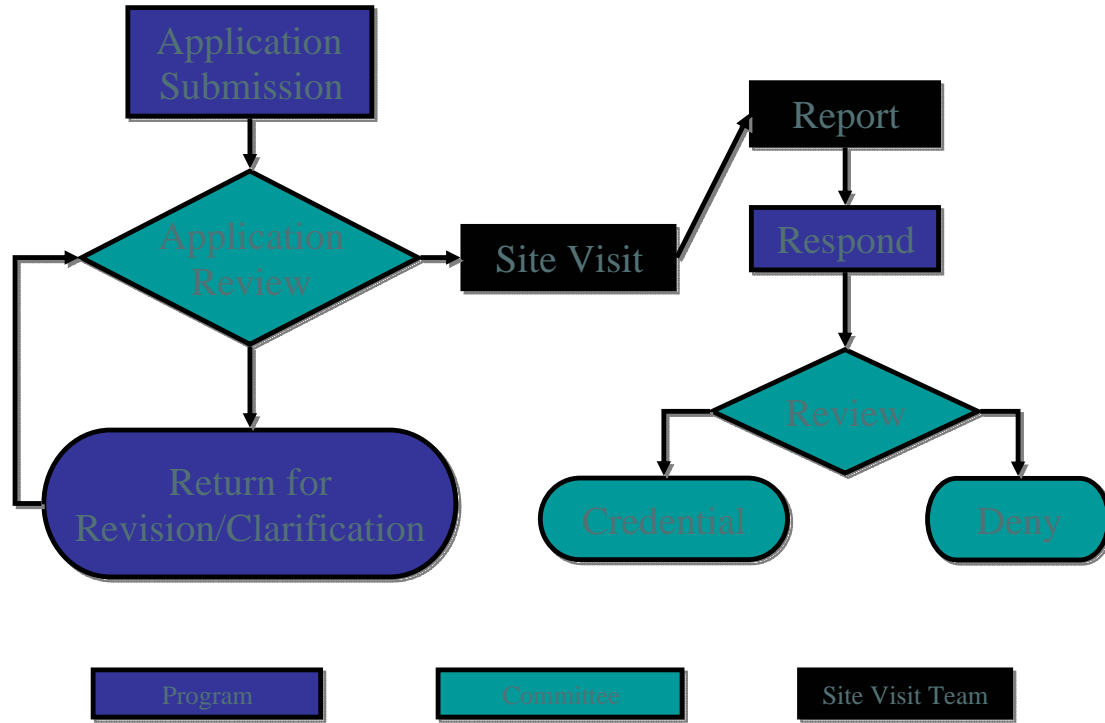 Application
Submission
Application
Review
Return for
Revision/Clarification
Site Visit
Report
Respond
Review
Credential
Deny
Program
Committee
Site Visit Team